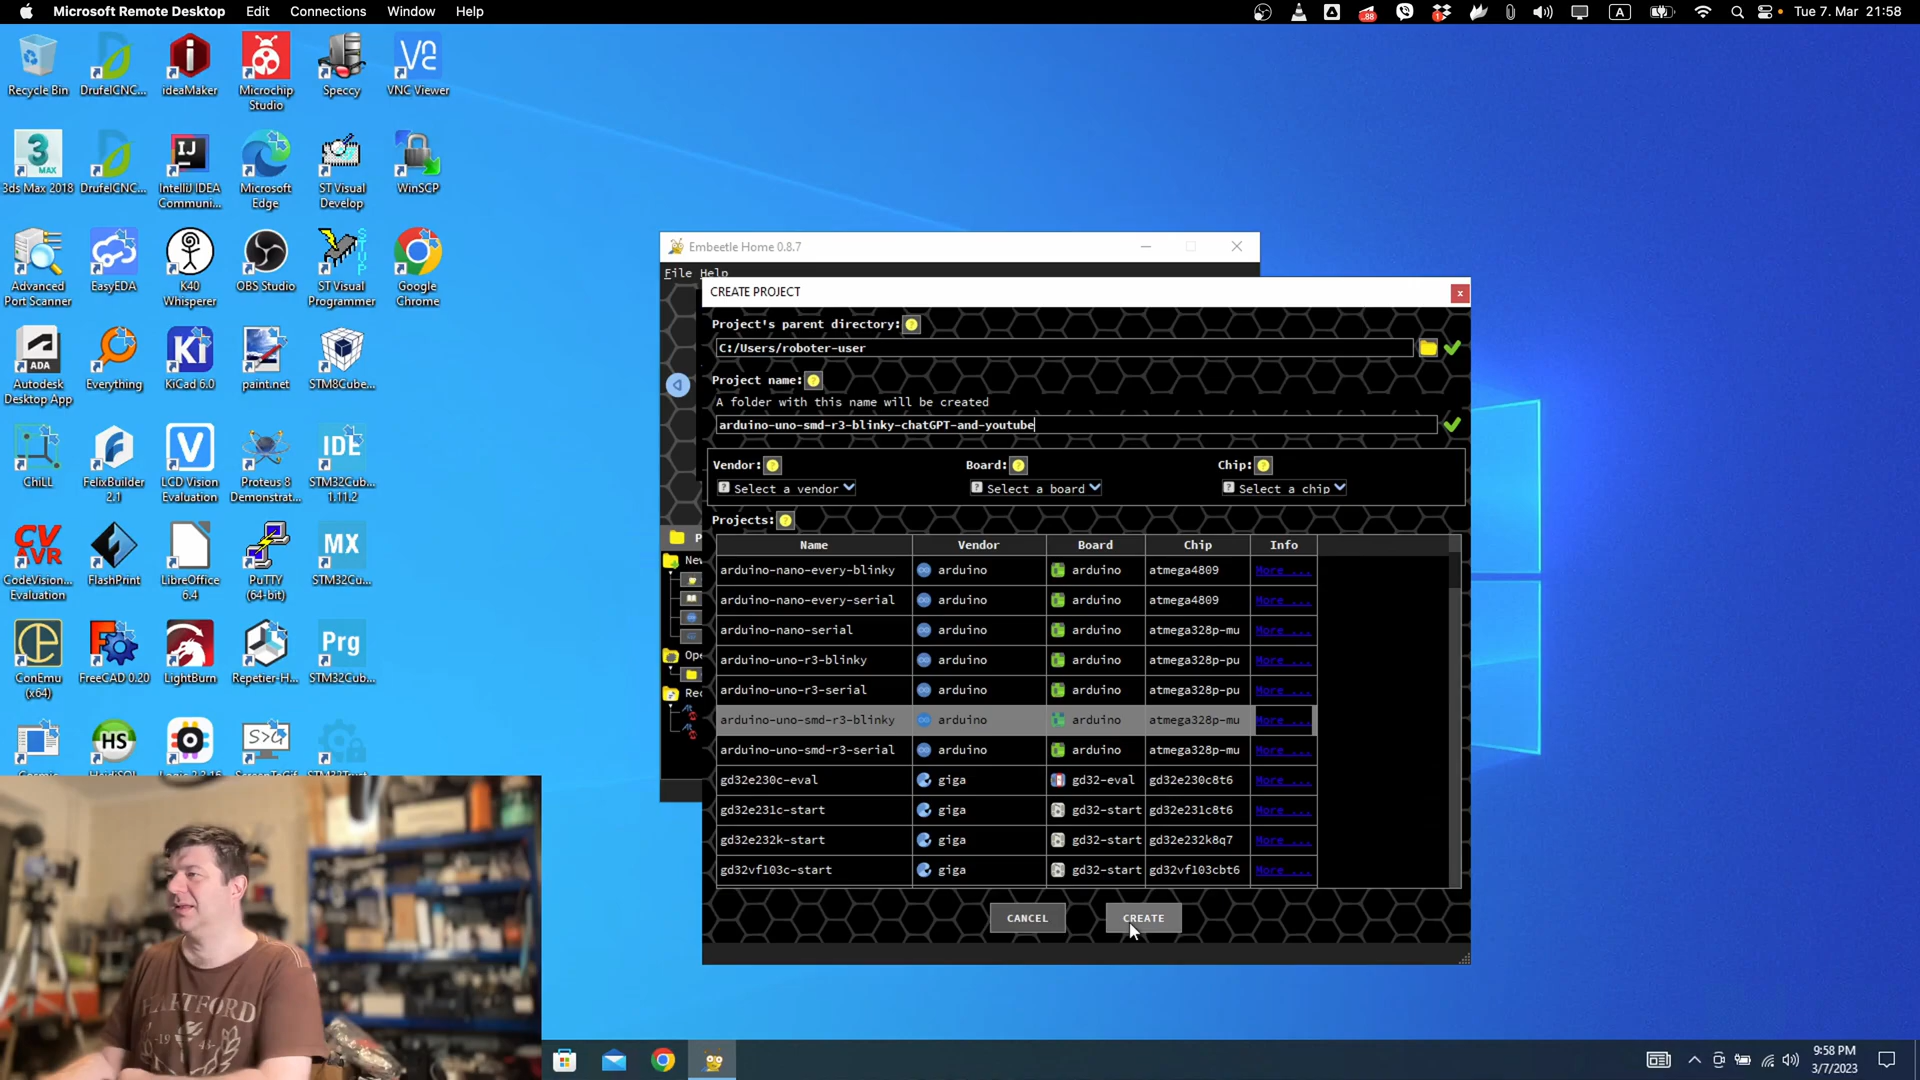 Microsoft Remote Desktop Edit Connections Window Help
.88
1
A
Tue 7. Mar 21:58
Recycle Bin
DrufelCNC...
ideaMaker
Microchip
Studio
Speccy
VNC Viewer
3ds Max 2018
DrufelCNC...
IntelliJ IDEA
Communi...
Microsoft
Edge
ST Visual
Develop
WinSCP
Advanced
Port Scanner
EasyEDA
K40
Whisperer
OBS Studio
ST Visual
Programmer
Google
Chrome
Autodesk
Desktop App
Everything
KiCad 6.0
paint.net
STM8Cube...
ChiLL
FelixBuilder
2.1
LCD Vision
Evaluation
Proteus 8
Demonstrat...
STM32Cub...
1.11.2
CodeVision...
Evaluation
FlashPrint
LibreOffice
6.4
PuTTY
(64-bit)
STM32Cu...
ConEmu
(x64)
FreeCAD 0.20
LightBurn
Repetier-H...
STM32Cub...
Embeetle Home 0.8.7
File Help
CREATE PROJECT
Project's parent directory:
C:/Users/roboter-user
Project name:
A folder with this name will be created
arduino-uno-smd-r3-blinky-chatGPT-and-youtube
Vendor: Board: Chip:
Select a vendor Select a board Select a chip
Projects:
Name Vendor Board Chip Info
arduino-nano-every-blinky arduino arduino atmega4809 More ...
arduino-nano-every-serial arduino arduino atmega4809 More ...
arduino-nano-serial arduino arduino atmega328p-mu More ...
arduino-uno-r3-blinky arduino arduino atmega328p-pu More ...
arduino-uno-r3-serial arduino arduino atmega328p-pu More ...
arduino-uno-smd-r3-blinky arduino arduino atmega328p-mu More ...
arduino-uno-smd-r3-serial arduino arduino atmega328p-mu More ...
gd32e230c-eval giga gd32-eval gd32e230c8t6 More ...
gd32e231c-start giga gd32-start gd32e231c8t6 More ...
gd32e232k-start giga gd32-start gd32e232k8q7 More ...
gd32vf103c-start giga gd32-start gd32vf103cbt6 More ...
CANCEL CREATE
HARTFORD
9:58 PM
3/7/2023